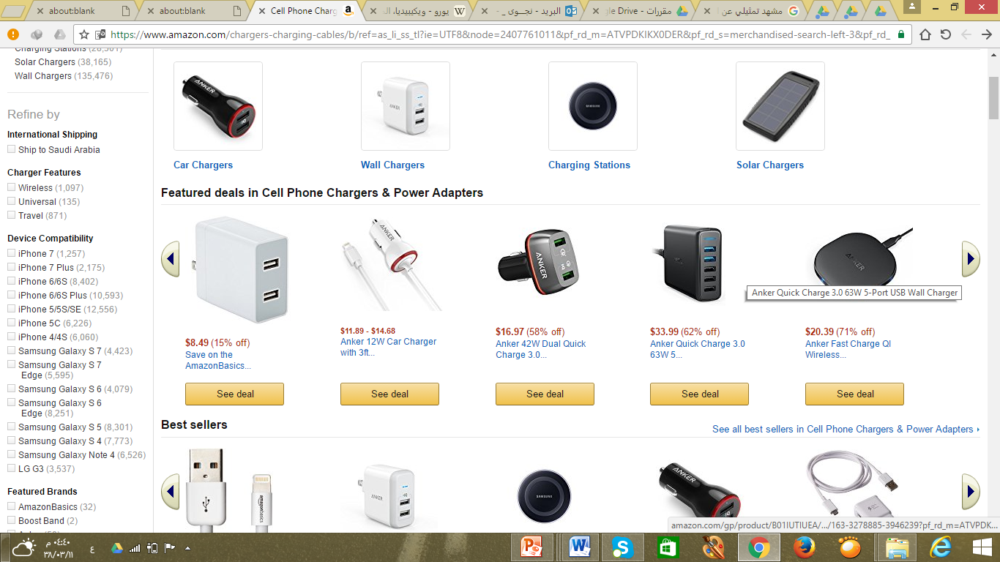 about:blank
about:blank
Cell Phone Charg
يورو - ويكيبيديا، ال
البريد - نجـــوى _ -
مقررات - gle Drive
مشهد تمثيلي عن ا
https://www.amazon.com/chargers-charging-cables/b/ref=as_li_ss_tl?ie=UTF8&node=2407761011&pf_rd_m=ATVPDKIKX0DER&pf_rd_s=merchandised-search-left-3&pf_rd_
Solar Chargers (38,165)
Wall Chargers (135,476)
Refine by
International Shipping
Ship to Saudi Arabia
Charger Features
Wireless (1,097)
Universal (135)
Travel (871)
Device Compatibility
iPhone 7 (1,257)
iPhone 7 Plus (2,175)
iPhone 6/6S (8,402)
iPhone 6/6S Plus (10,593)
iPhone 5/5S/SE (12,556)
iPhone 5C (6,226)
iPhone 4/4S (6,060)
Samsung Galaxy S 7 (4,423)
Samsung Galaxy S 7
Edge (5,595)
Samsung Galaxy S 6 (4,079)
Samsung Galaxy S 6
Edge (8,251)
Samsung Galaxy S 5 (8,301)
Samsung Galaxy S 4 (7,773)
Samsung Galaxy Note 4 (6,526)
LG G3 (3,537)
Featured Brands
AmazonBasics (32)
Boost Band (2)
ANKER
ANKER
SAMSUNG
Car Chargers
Wall Chargers
Charging Stations
Solar Chargers
Featured deals in Cell Phone Chargers & Power Adapters
ANKER
ANKER
Anker Quick Charge 3.0 63W 5-Port USB Wall Charger
$8.49 (15% off)
Save on the
AmazonBasics...
See deal
$11.89 - $14.68
Anker 12W Car Charger
with 3ft...
See deal
$16.97 (58% off)
Anker 42W Dual Quick
Charge 3.0...
See deal
$33.99 (62% off)
Anker Quick Charge 3.0
63W 5...
See deal
$20.39 (71% off)
Anker Fast Charge QI
Wireless...
See deal
Best sellers
See all best sellers in Cell Phone Chargers & Power Adapters
amazonbasics
ANKER
SAMSUNG
ANKER
amazon.com/gp/product/B01IUTIUEA/.../163-3278885-3946239?pf_rd_m=ATVPDK...
٠٤:٤٠ م
٣٨/٠٣/١١
ع